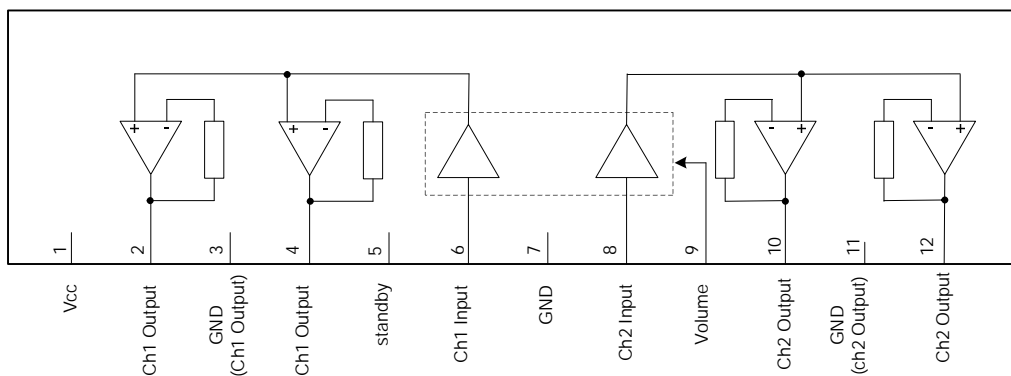 + -
+ -
- +
- +
1 2 3 4 5 6 7 8 9 10 11 12
Vcc
Ch1 Output
GND
(Ch1 Output)
Ch1 Output
standby
Ch1 Input
GND
Ch2 Input
Volume
Ch2 Output
GND
(ch2 Output)
Ch2 Output